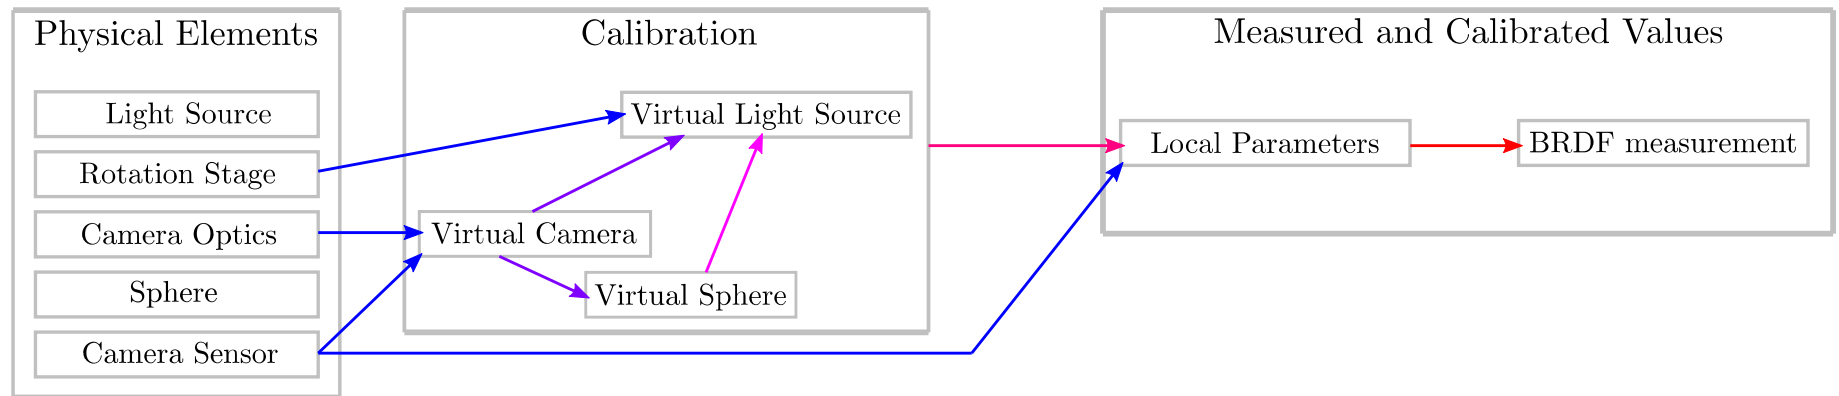 Physical Elements
Light Source
Rotation Stage
Camera Optics
Sphere
Camera Sensor
Calibration
Virtual Light Source
Virtual Camera
Virtual Sphere
Measured and Calibrated Values
Local Parameters
BRDF measurement